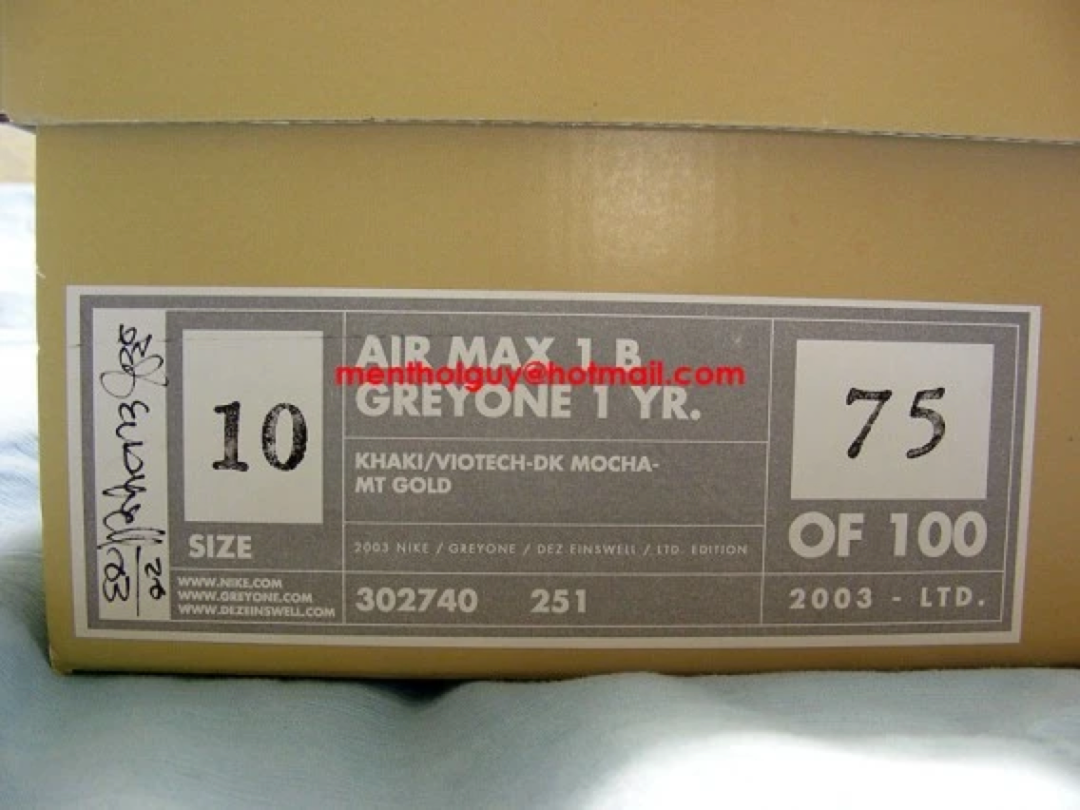 10
SIZE
WWW.NIKE.COM
WWW.GREYONE.COM
WWW.DEZEINSWELL.COM
AIR MAX 1 B
mentholguy@hotmail.com
GREYONE 1 YR.
KHAKI/VIOTECH-DK MOCHA-
MT GOLD
2003 NIKE / GREYONE / DEZ EINSWELL / LTD. EDITION
302740 251
75
OF 100
2003 - LTD.